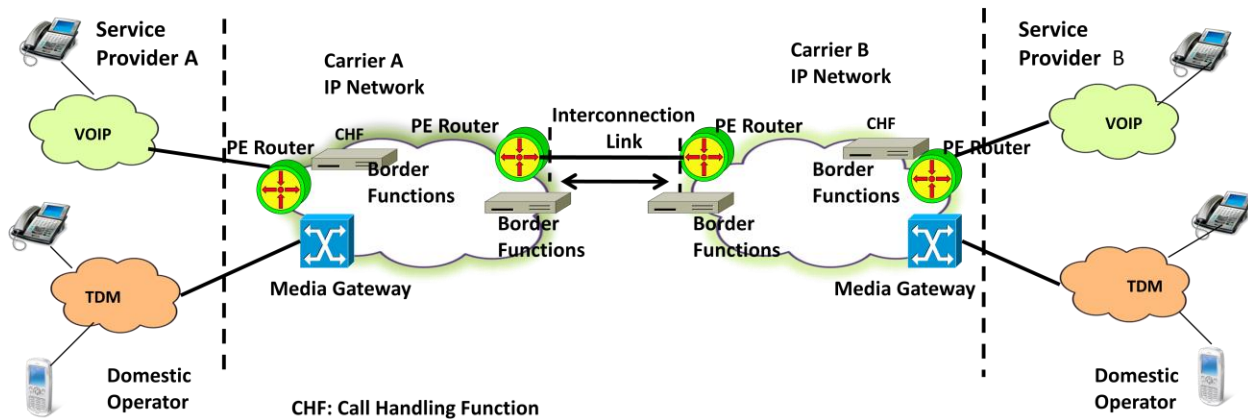 Service
Provider A
VOIP
TDM
Domestic
Operator
Carrier A
IP Network
PE Router
CHF
Border
Functions
PE Router
Border
Functions
Media Gateway
Interconnection
Link
Carrier B
IP Network
PE Router
CHF
PE Router
Border
Functions
Border
Functions
Media Gateway
Service
Provider B
VOIP
TDM
Domestic
Operator
CHF: Call Handling Function